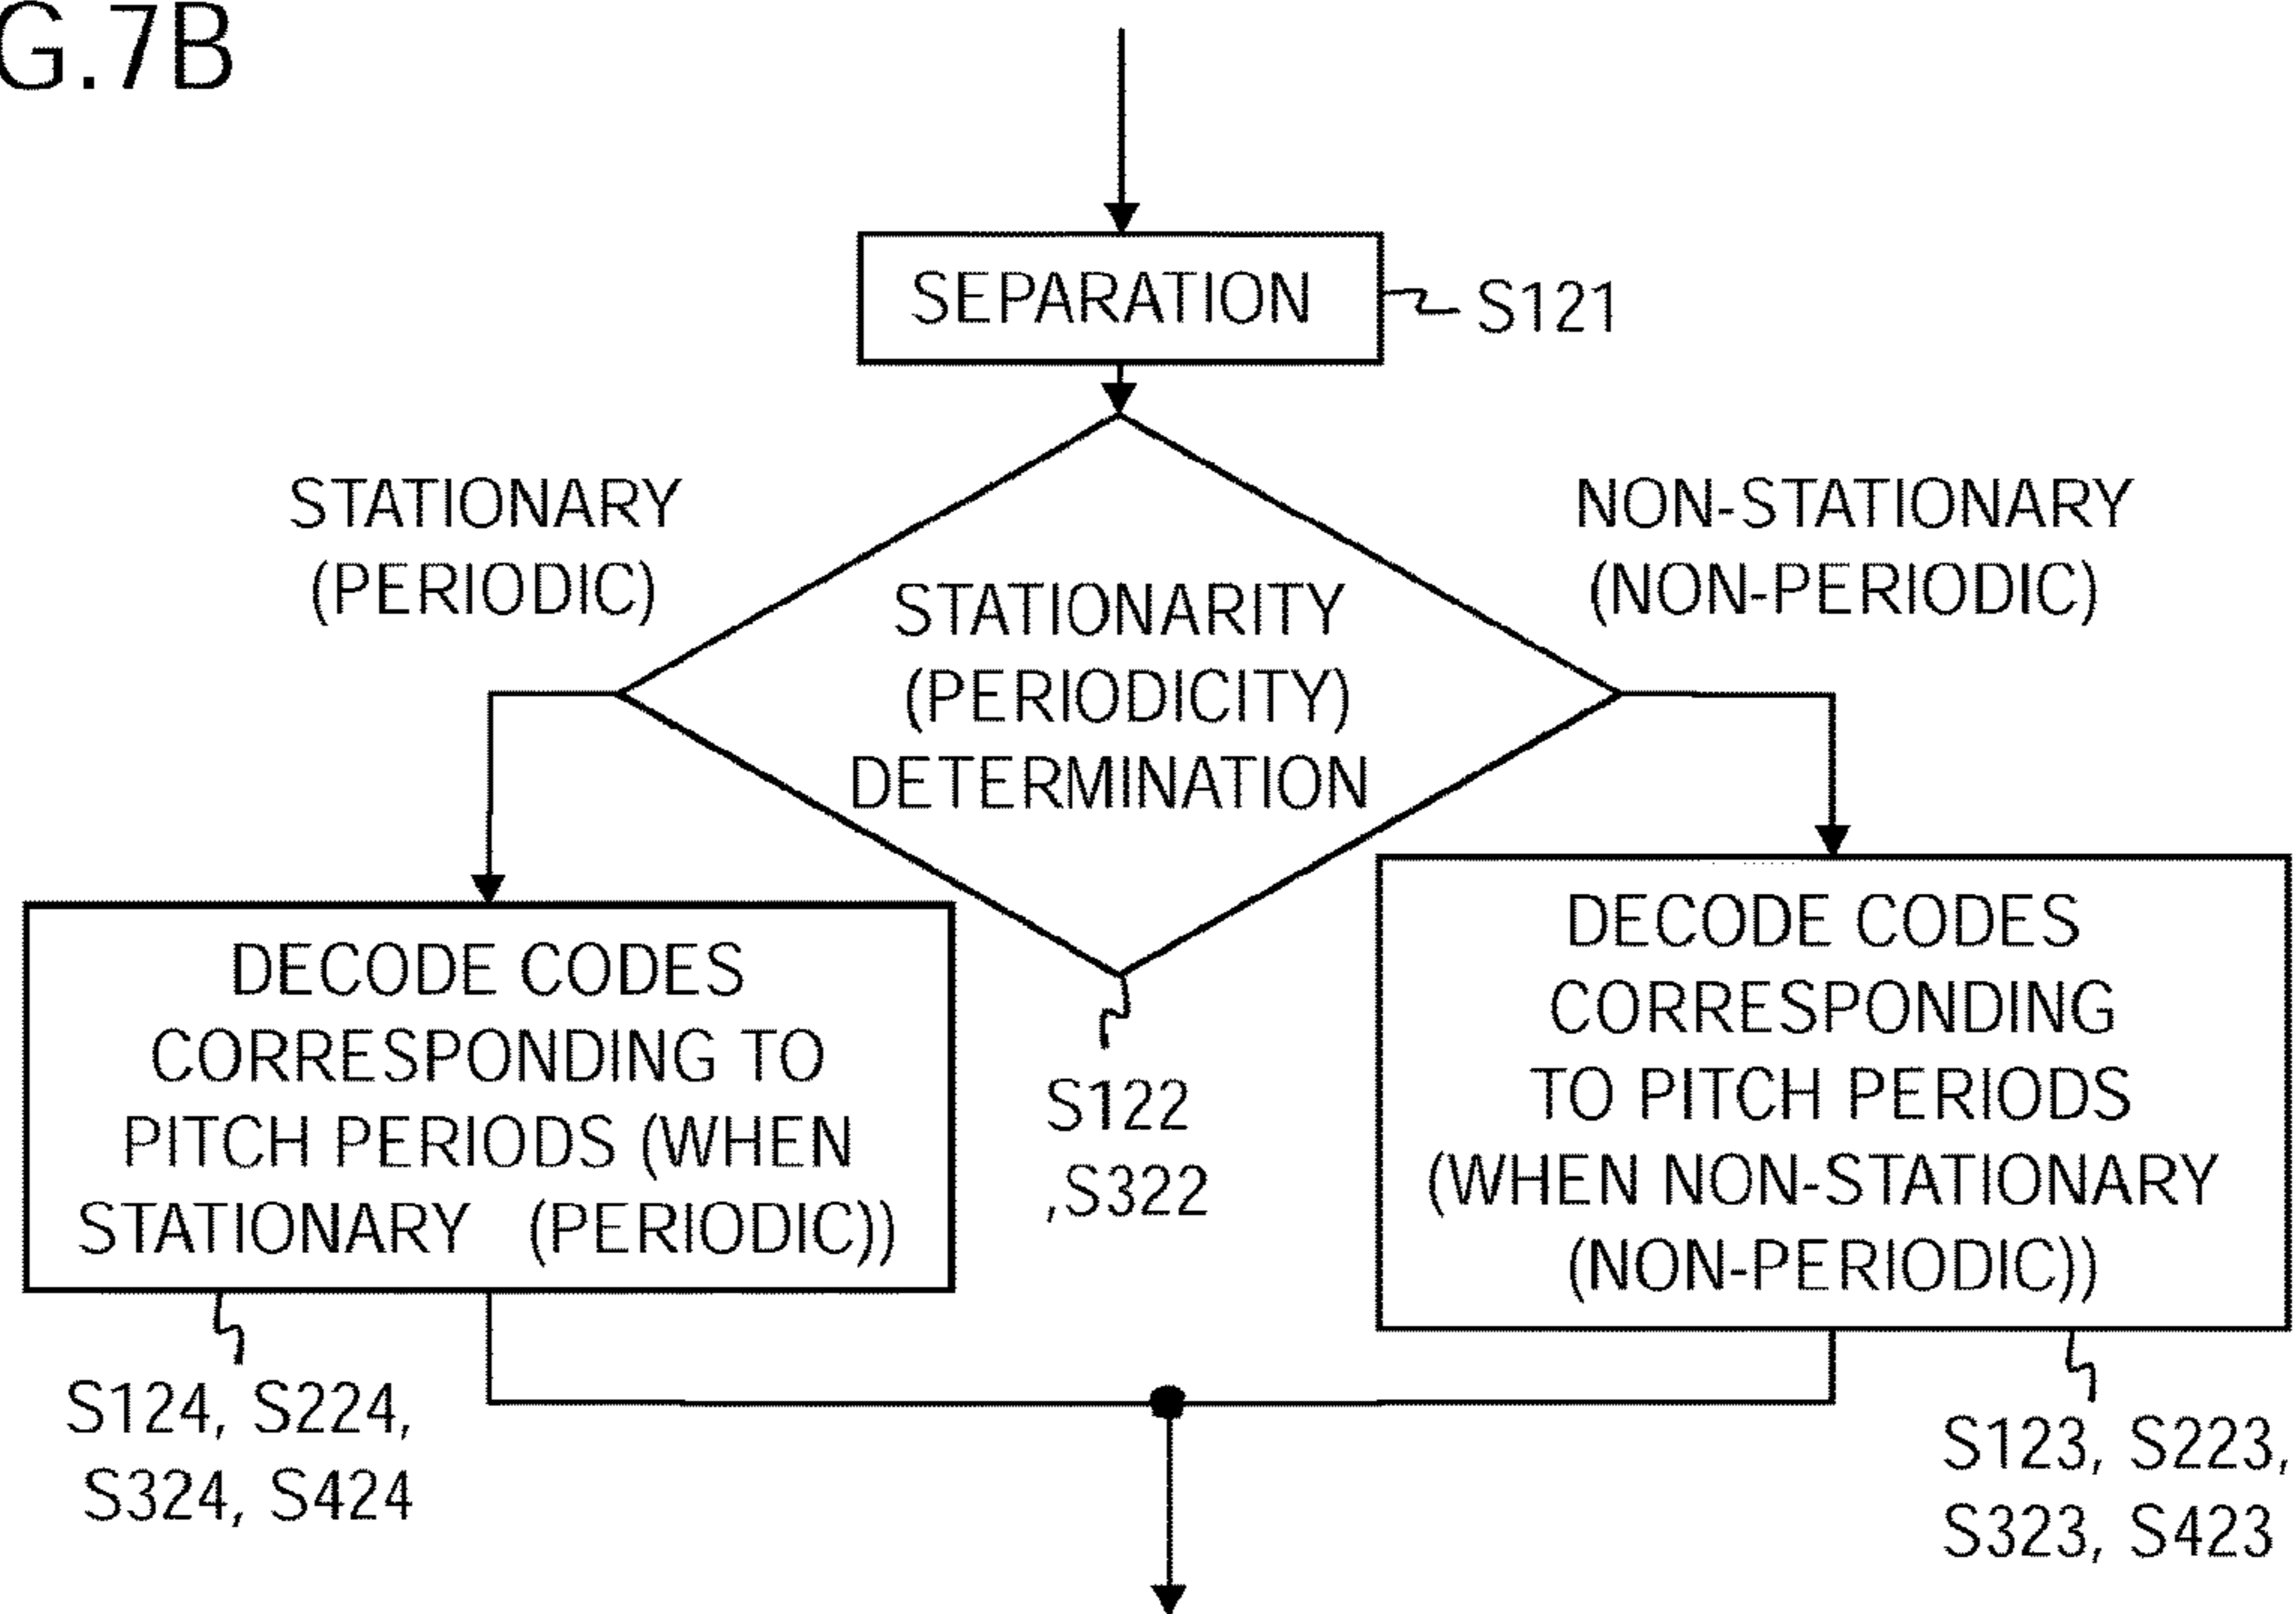 G.7B
SEPARATION
S121
STATIONARY
(PERIODIC)
NON-STATIONARY
(NON-PERIODIC)
STATIONARITY
(PERIODICITY)
DETERMINATION
S122
,S322
DECODE CODES
CORRESPONDING TO
PITCH PERIODS (WHEN
STATIONARY (PERIODIC))
DECODE CODES
CORRESPONDING
TO PITCH PERIODS
(WHEN NON-STATIONARY
(NON-PERIODIC))
S124, S224,
S324, S424
S123, S223,
S323, S423